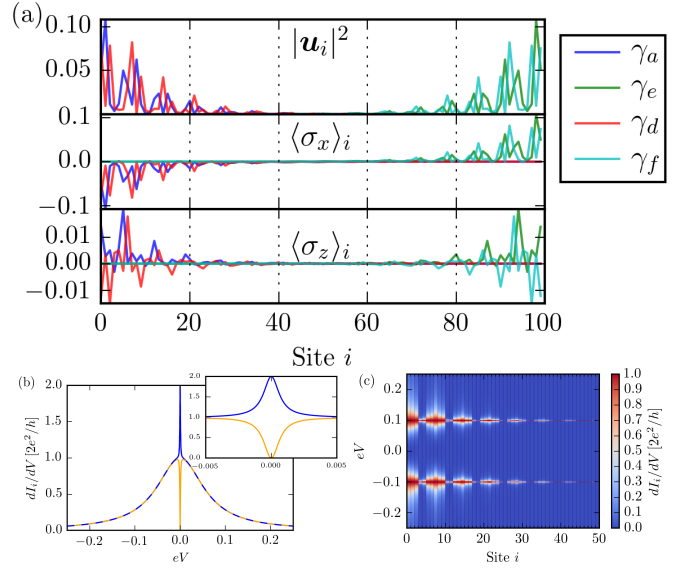 (a)
|u_i|^2
0.10
0.05
0.1
⟨σ_x⟩_i
0.1
0.0
−0.1
⟨σ_z⟩_i
0.01
0.00
−0.01
0 20 40 60 80 100
Site i
γ_a
γ_e
γ_d
γ_f
(b)
dI_i/dV [2e^2/h]
2.0
1.5
1.0
0.5
0.0
−0.2 −0.1 0.0 0.1 0.2
eV
2.0
1.5
1.0
0.5
0.0
−0.005 0.000 0.005
(c)
eV
0.2
0.1
0.0
−0.1
−0.2
0 10 20 30 40 50
Site i
1.0
0.9
0.8
0.7
0.6
0.5
0.4
0.3
0.2
0.1
0.0
dI_i/dV [2e^2/h]